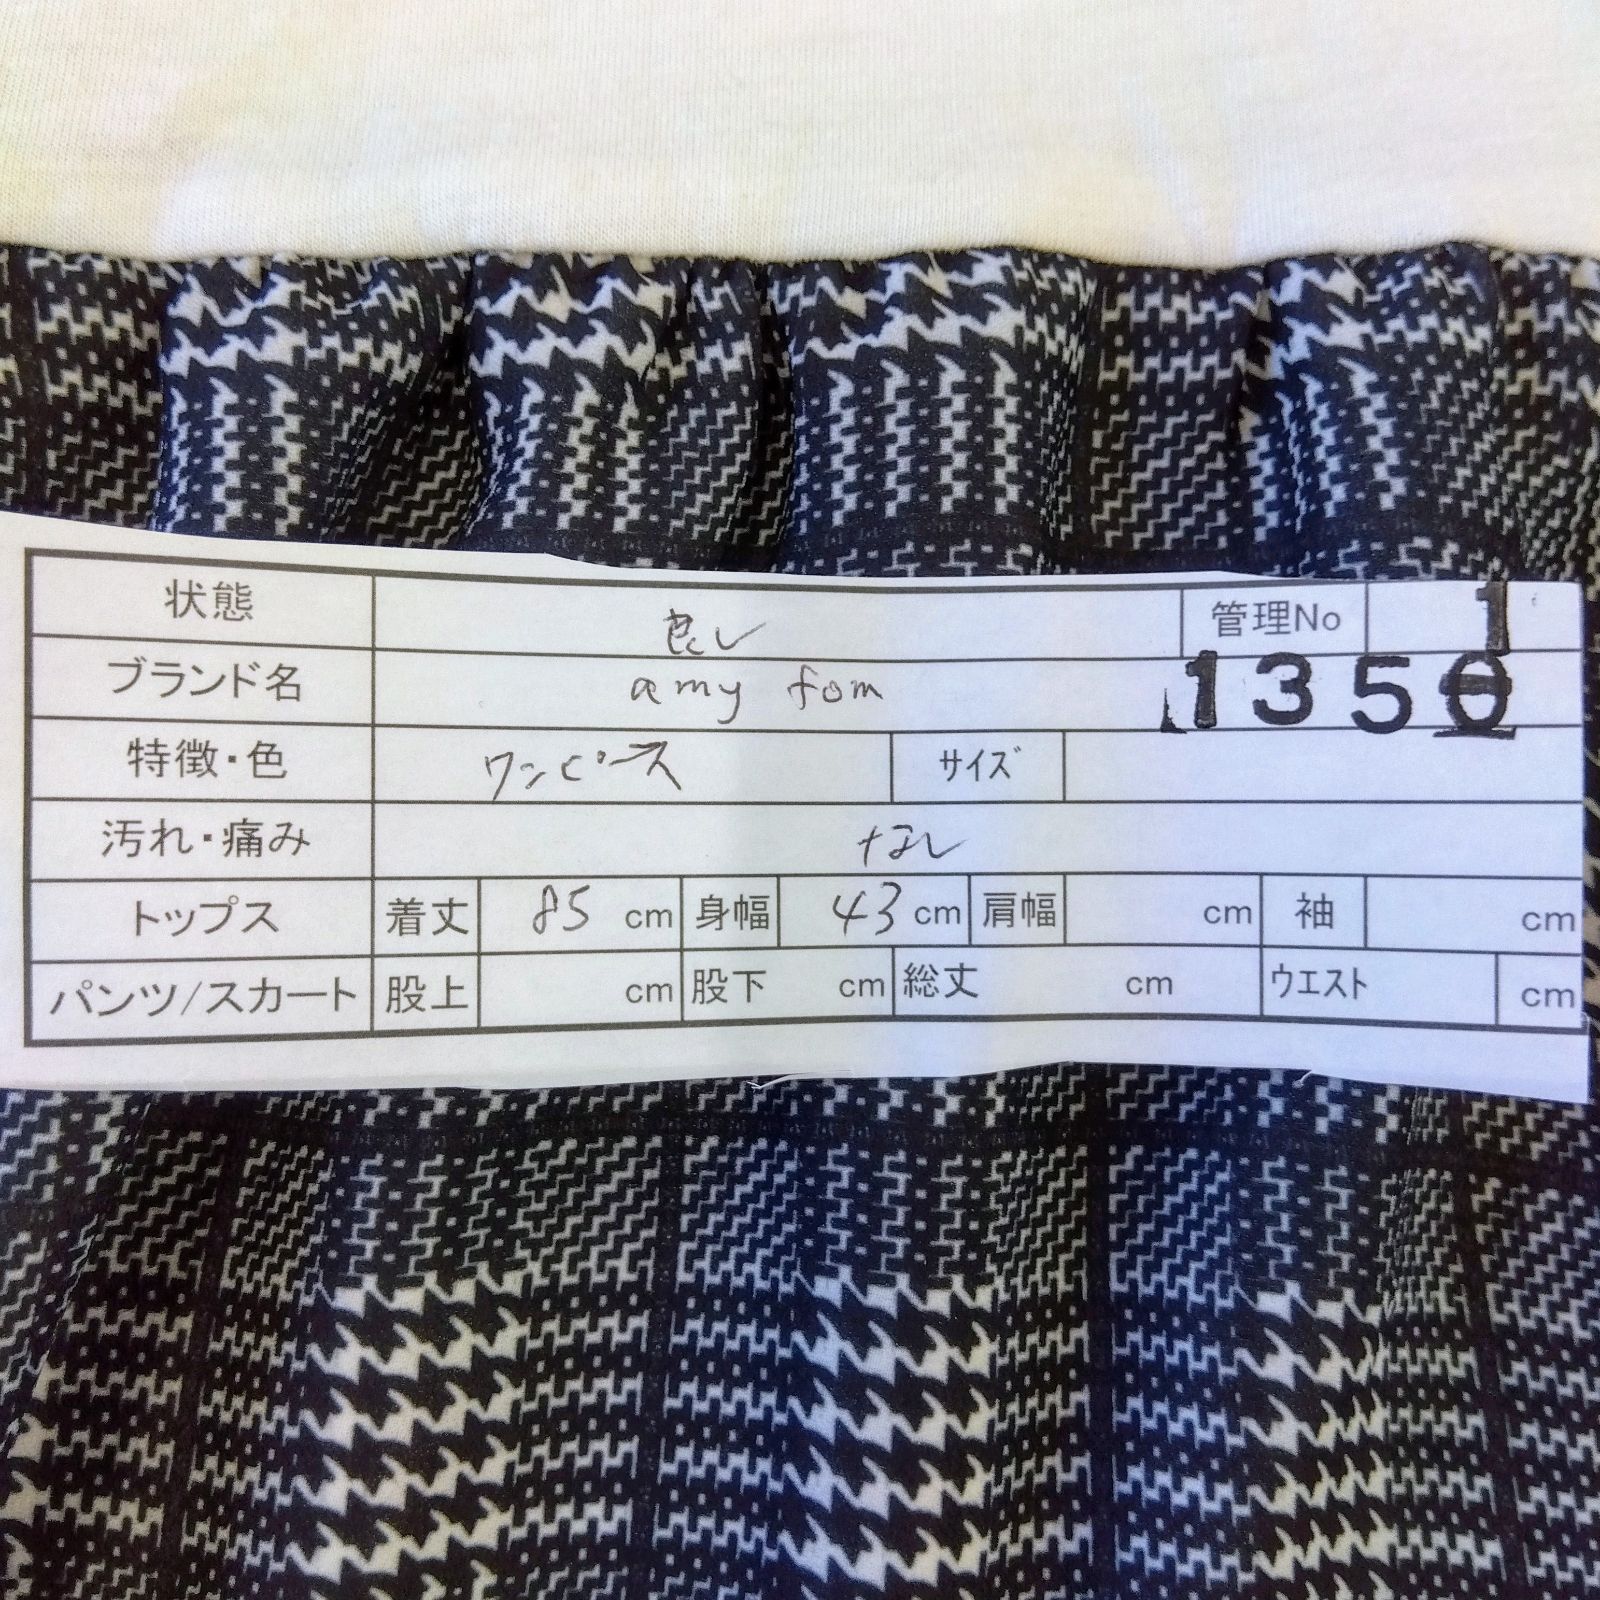 状態 良し 管理No 1
ブランド名 amy fom 1350
特徴・色 ワンピース サイズ
汚れ・痛み なし
トップス 着丈 85 cm 身幅 43 cm 肩幅 cm 袖 cm
パンツ/スカート 股上 cm 股下 cm 総丈 cm ウエスト cm